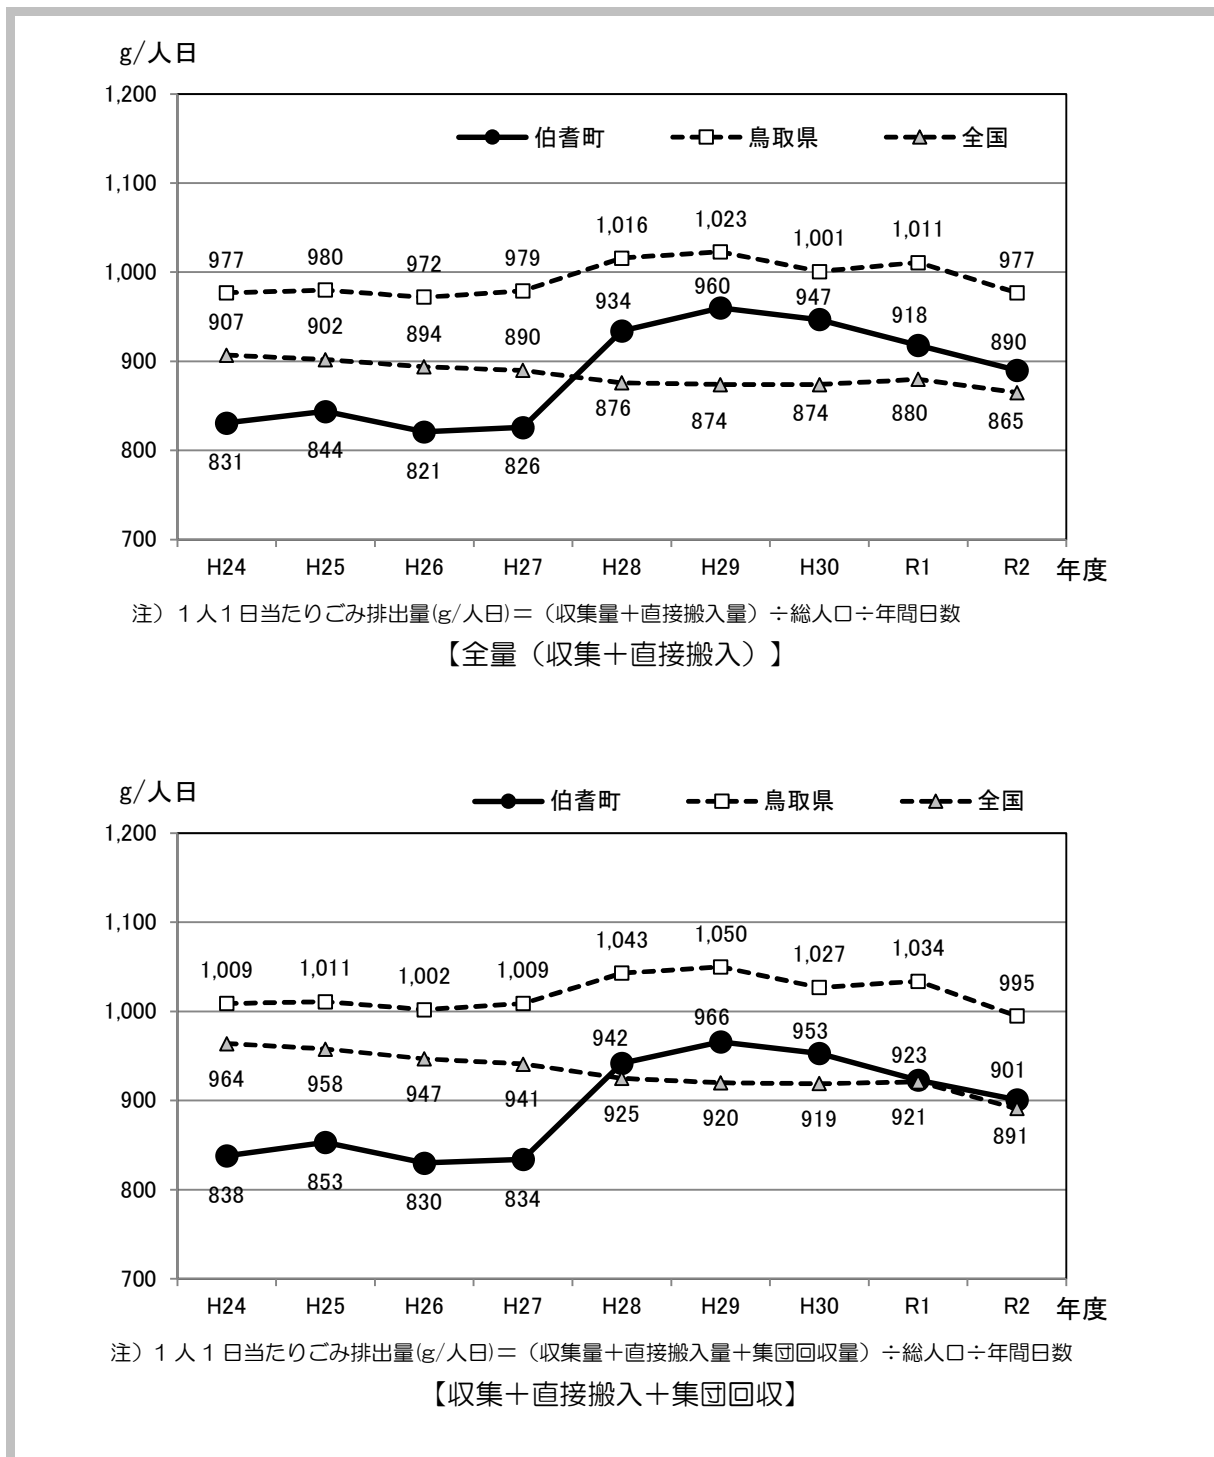 g/人日
1,200
伯耆町 鳥取県 全国
1,100
1,016 1,023 1,001 1,011
977 980 972 979 977
1,000
934 960 947 918 890
907 902 894 890
900
876 874 874 880 865
831 844 821 826
800
700
H24 H25 H26 H27 H28 H29 H30 R1 R2 年度
注）1人1日当たりごみ排出量(g/人日)＝（収集量＋直接搬入量）÷総人口÷年間日数
【全量（収集＋直接搬入）】
g/人日
伯耆町 鳥取県 全国
1,200
1,100
1,009 1,011 1,002 1,009 1,043 1,050 1,027 1,034 995
1,000
942 966 953 923 901
964 958 947 941 925 920 919 921 891
900
838 853 830 834
800
700
H24 H25 H26 H27 H28 H29 H30 R1 R2 年度
注）1人1日当たりごみ排出量(g/人日)＝（収集量＋直接搬入量＋集団回収量）÷総人口÷年間日数
【収集＋直接搬入＋集団回収】